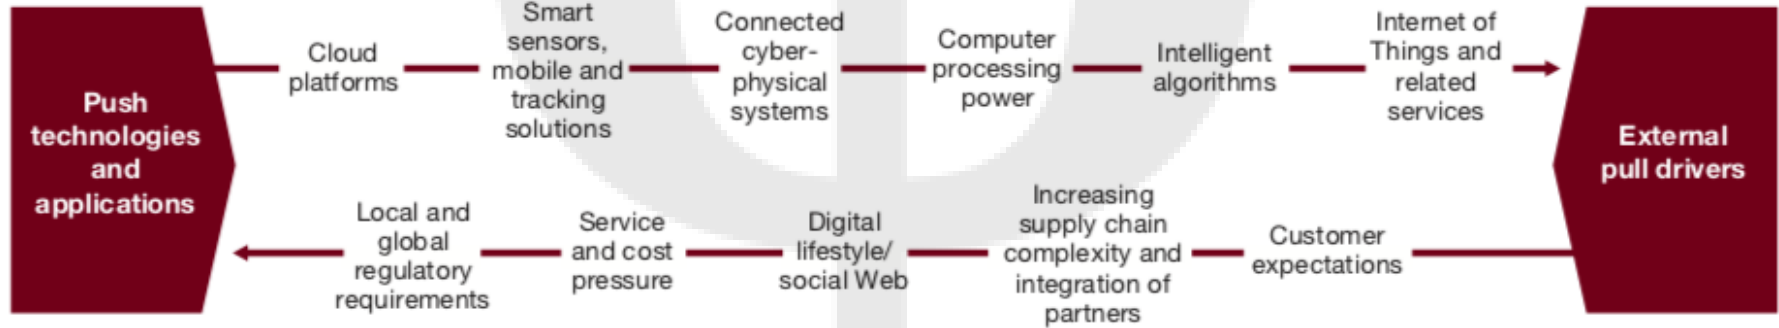 Push
technologies
and
applications
Cloud
platforms
Smart
sensors,
mobile and
tracking
solutions
Connected
cyber-
physical
systems
Computer
processing
power
Intelligent
algorithms
Internet of
Things and
related
services
External
pull drivers
Local and
global
regulatory
requirements
Service
and cost
pressure
Digital
lifestyle/
social Web
Increasing
supply chain
complexity and
integration of
partners
Customer
expectations